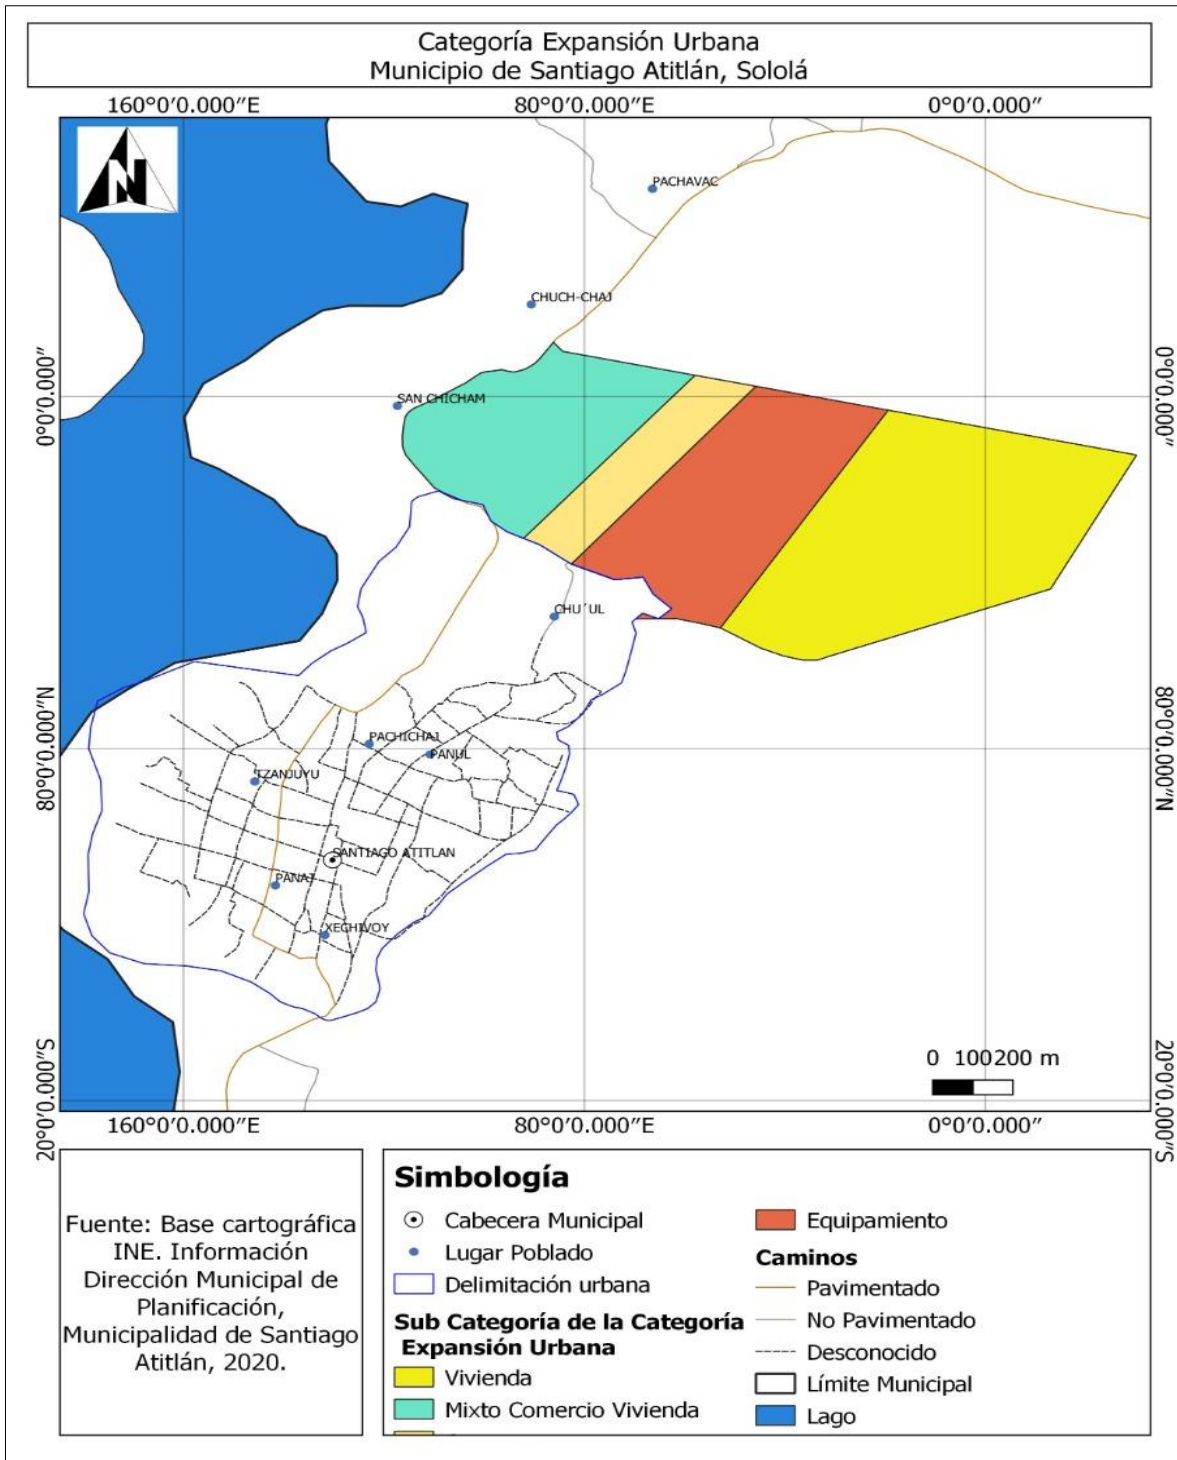 Categoría Expansión Urbana
Municipio de Santiago Atitlán, Sololá
160°0'0.000"E 80°0'0.000"E 0°0'0.000"
N
PACHAVAC
CHUCH-CHAJ
0°0'0.000" 0°0'0.000"
SAN CHICHAM
CHU´UL
80°0'0.000"N 80°0'0.000"N
PACHICHAJ
PANUL
TZANJUYU
SANTIAGO ATITLAN
PANAJ
XECHIVOY
0 100200 m
20°0'0.000"S 20°0'0.000"S
160°0'0.000"E 80°0'0.000"E 0°0'0.000"
Fuente: Base cartográfica
INE. Información
Dirección Municipal de
Planificación,
Municipalidad de Santiago
Atitlán, 2020.
Simbología
Cabecera Municipal
Lugar Poblado
Delimitación urbana
Sub Categoría de la Categoría
Expansión Urbana
Vivienda
Mixto Comercio Vivienda
Equipamiento
Caminos
Pavimentado
No Pavimentado
Desconocido
Límite Municipal
Lago